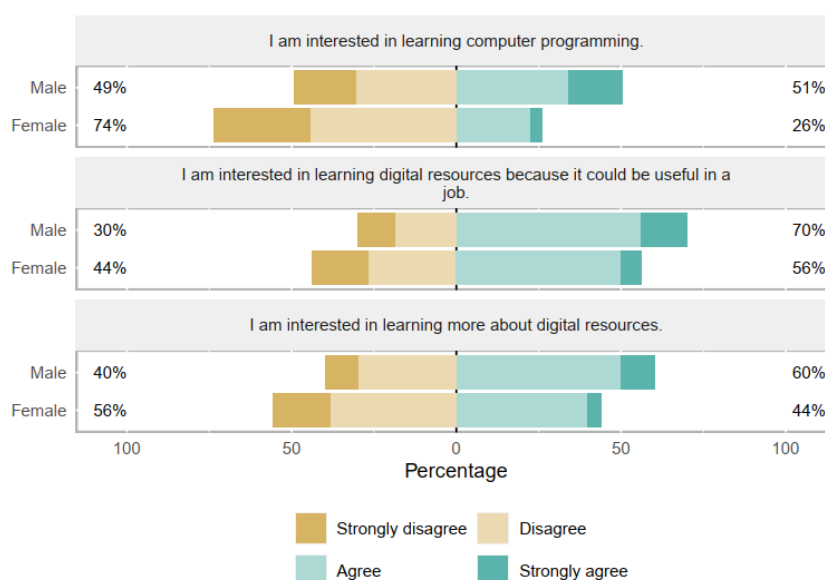 I am interested in learning computer programming.
Male 49% 51%
Female 74% 26%
I am interested in learning digital resources because it could be useful in a
job.
Male 30% 70%
Female 44% 56%
I am interested in learning more about digital resources.
Male 40% 60%
Female 56% 44%
100 50 0 50 100
Percentage
Strongly disagree Disagree
Agree Strongly agree